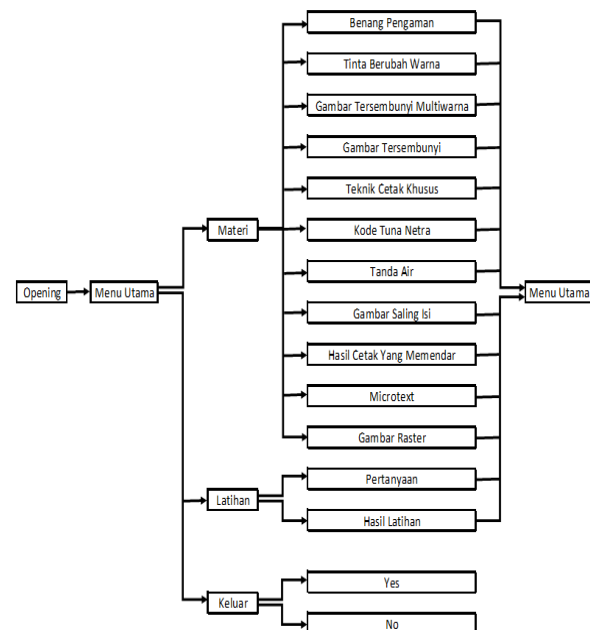 Benang Pengaman
Tinta Berubah Warna
Gambar Tersembunyi Multiwarna
Gambar Tersembunyi
Teknik Cetak Khusus
Materi
Kode Tuna Netra
Tanda Air
Opening
Menu Utama
Menu Utama
Gambar Saling Isi
Hasil Cetak Yang Memendar
Microtext
Gambar Raster
Pertanyaan
Latihan
Hasil Latihan
Yes
Keluar
No